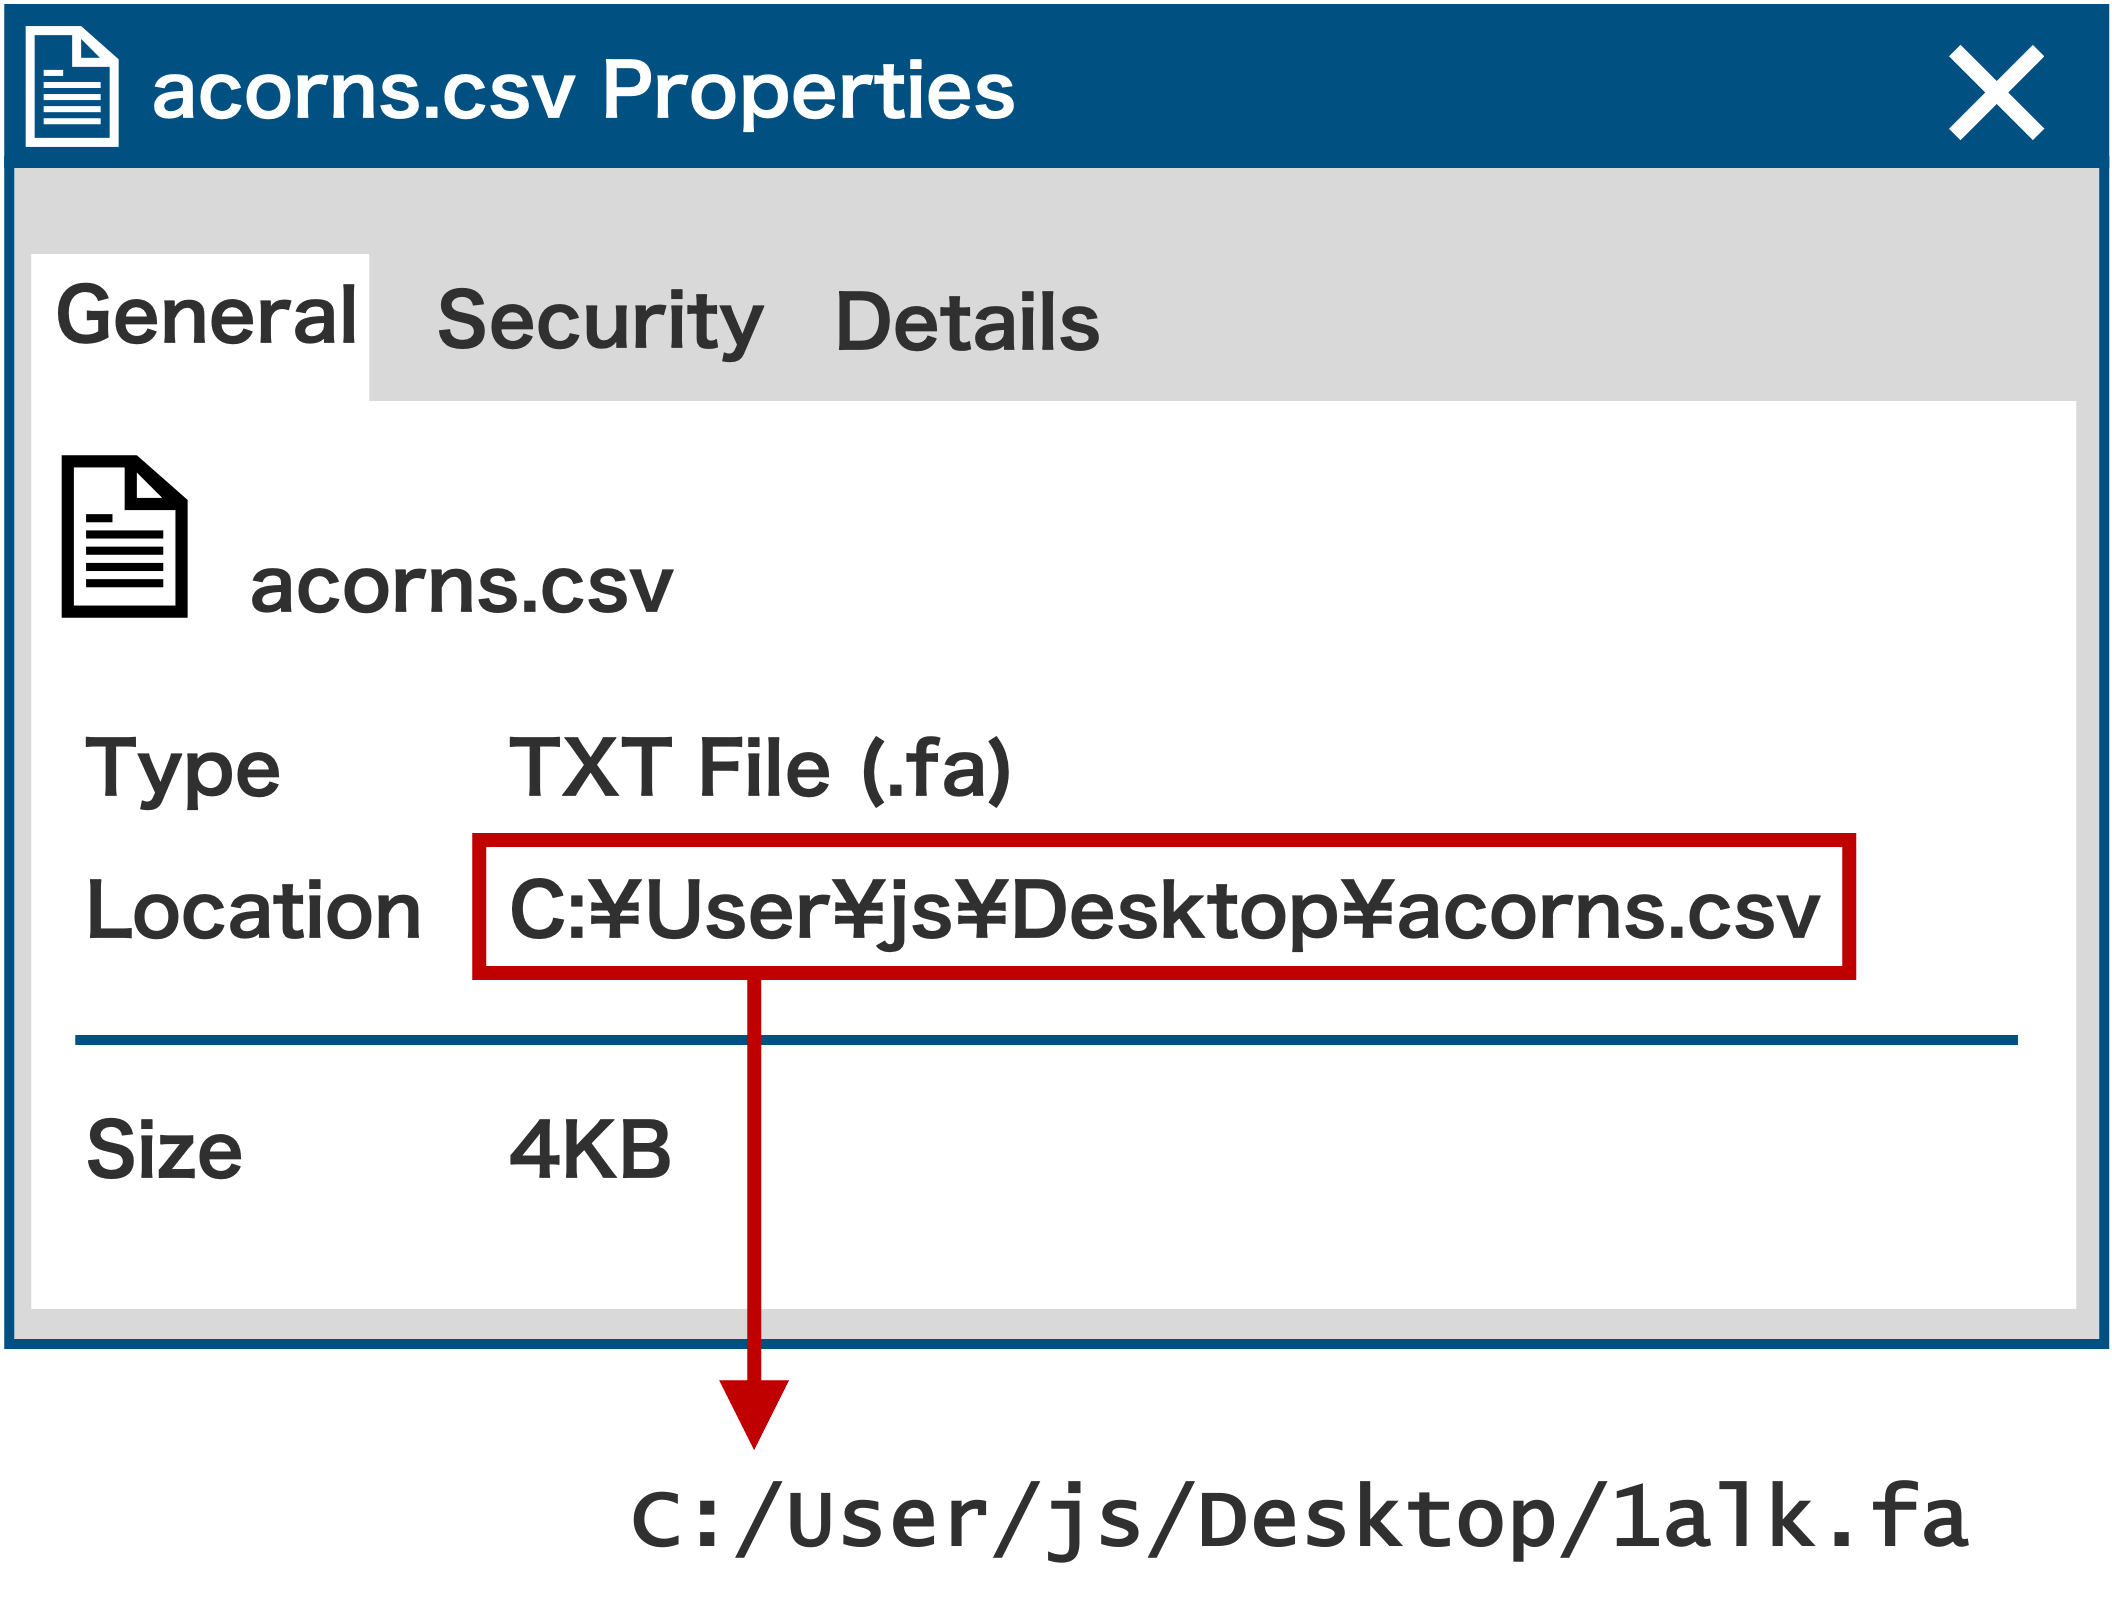 acorns.csv Properties
General Security Details
acorns.csv
Type TXT File (.fa)
Location C:¥User¥js¥Desktop¥acorns.csv
Size 4KB
C:/User/js/Desktop/1alk.fa